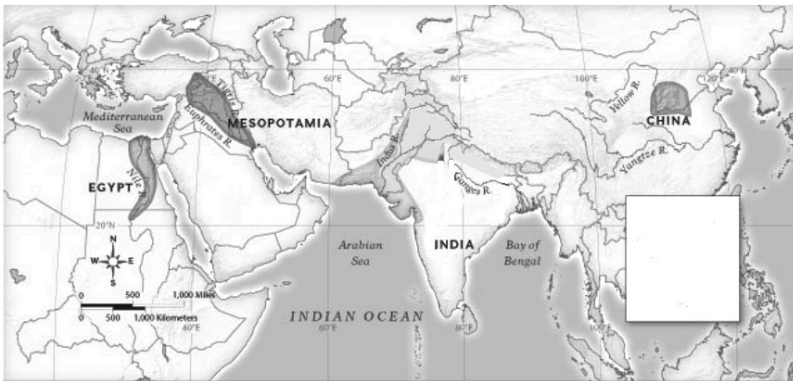 40°E
60°E
80°E
100°E
120°E
40°N
Mediterranean
Sea
Tigris R.
Euphrates R.
MESOPOTAMIA
Indus R.
Yellow R.
CHINA
Yangtze R.
EGYPT
Nile R.
Ganges R.
20°N
N
W E
S
Arabian
Sea
INDIA
Bay of
Bengal
0 500 1,000 Miles
0 500 1,000 Kilometers
INDIAN OCEAN
40°E
60°E
80°E
100°E